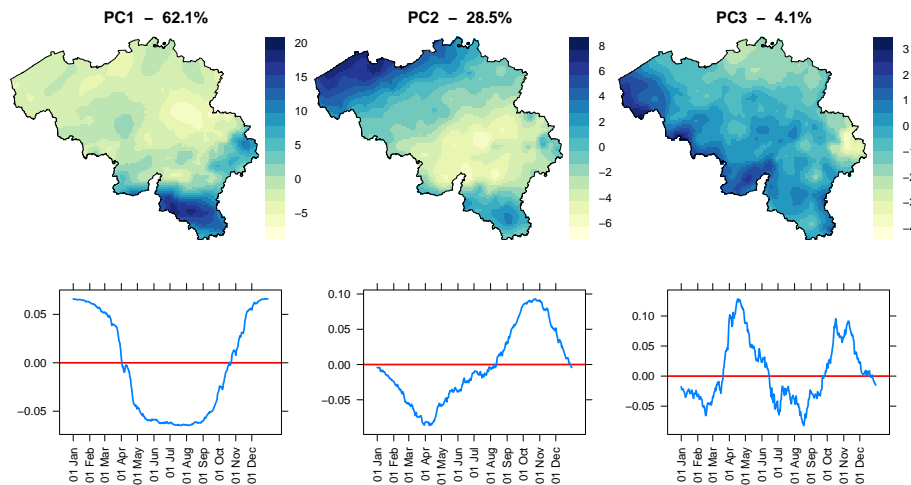 PC1 – 62.1%
20
15
10
5
0
−5
PC2 – 28.5%
8
6
4
2
0
−2
−4
−6
PC3 – 4.1%
3
2
1
0
−1
−2
−3
0.05
0.00
−0.05
01 Jan
01 Feb
01 Mar
01 Apr
01 May
01 Jun
01 Jul
01 Aug
01 Sep
01 Oct
01 Nov
01 Dec
0.10
0.05
0.00
−0.05
01 Jan
01 Feb
01 Mar
01 Apr
01 May
01 Jun
01 Jul
01 Aug
01 Sep
01 Oct
01 Nov
01 Dec
0.10
0.05
0.00
−0.05
01 Jan
01 Feb
01 Mar
01 Apr
01 May
01 Jun
01 Jul
01 Aug
01 Sep
01 Oct
01 Nov
01 Dec